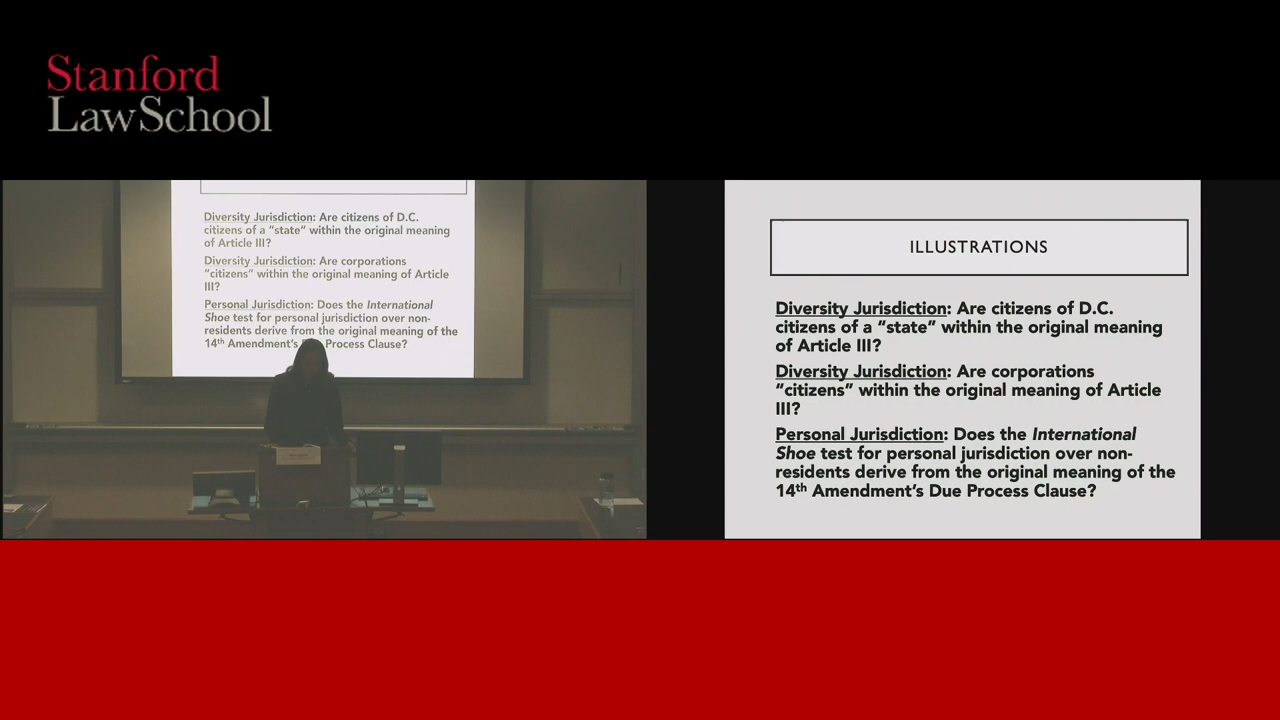 Stanford
LawSchool
Diversity Jurisdiction: Are citizens of D.C.
citizens of a "state" within the original meaning
of Article III?
Diversity Jurisdiction: Are corporations
"citizens" within the original meaning of Article
III?
Personal Jurisdiction: Does the International
Shoe test for personal jurisdiction over non-
residents derive from the original meaning of the
14th Amendment's Process Clause?
ILLUSTRATIONS
Diversity Jurisdiction: Are citizens of D.C.
citizens of a "state" within the original meaning
of Article III?
Diversity Jurisdiction: Are corporations
"citizens" within the original meaning of Article
III?
Personal Jurisdiction: Does the International
Shoe test for personal jurisdiction over non-
residents derive from the original meaning of the
14th Amendment's Due Process Clause?